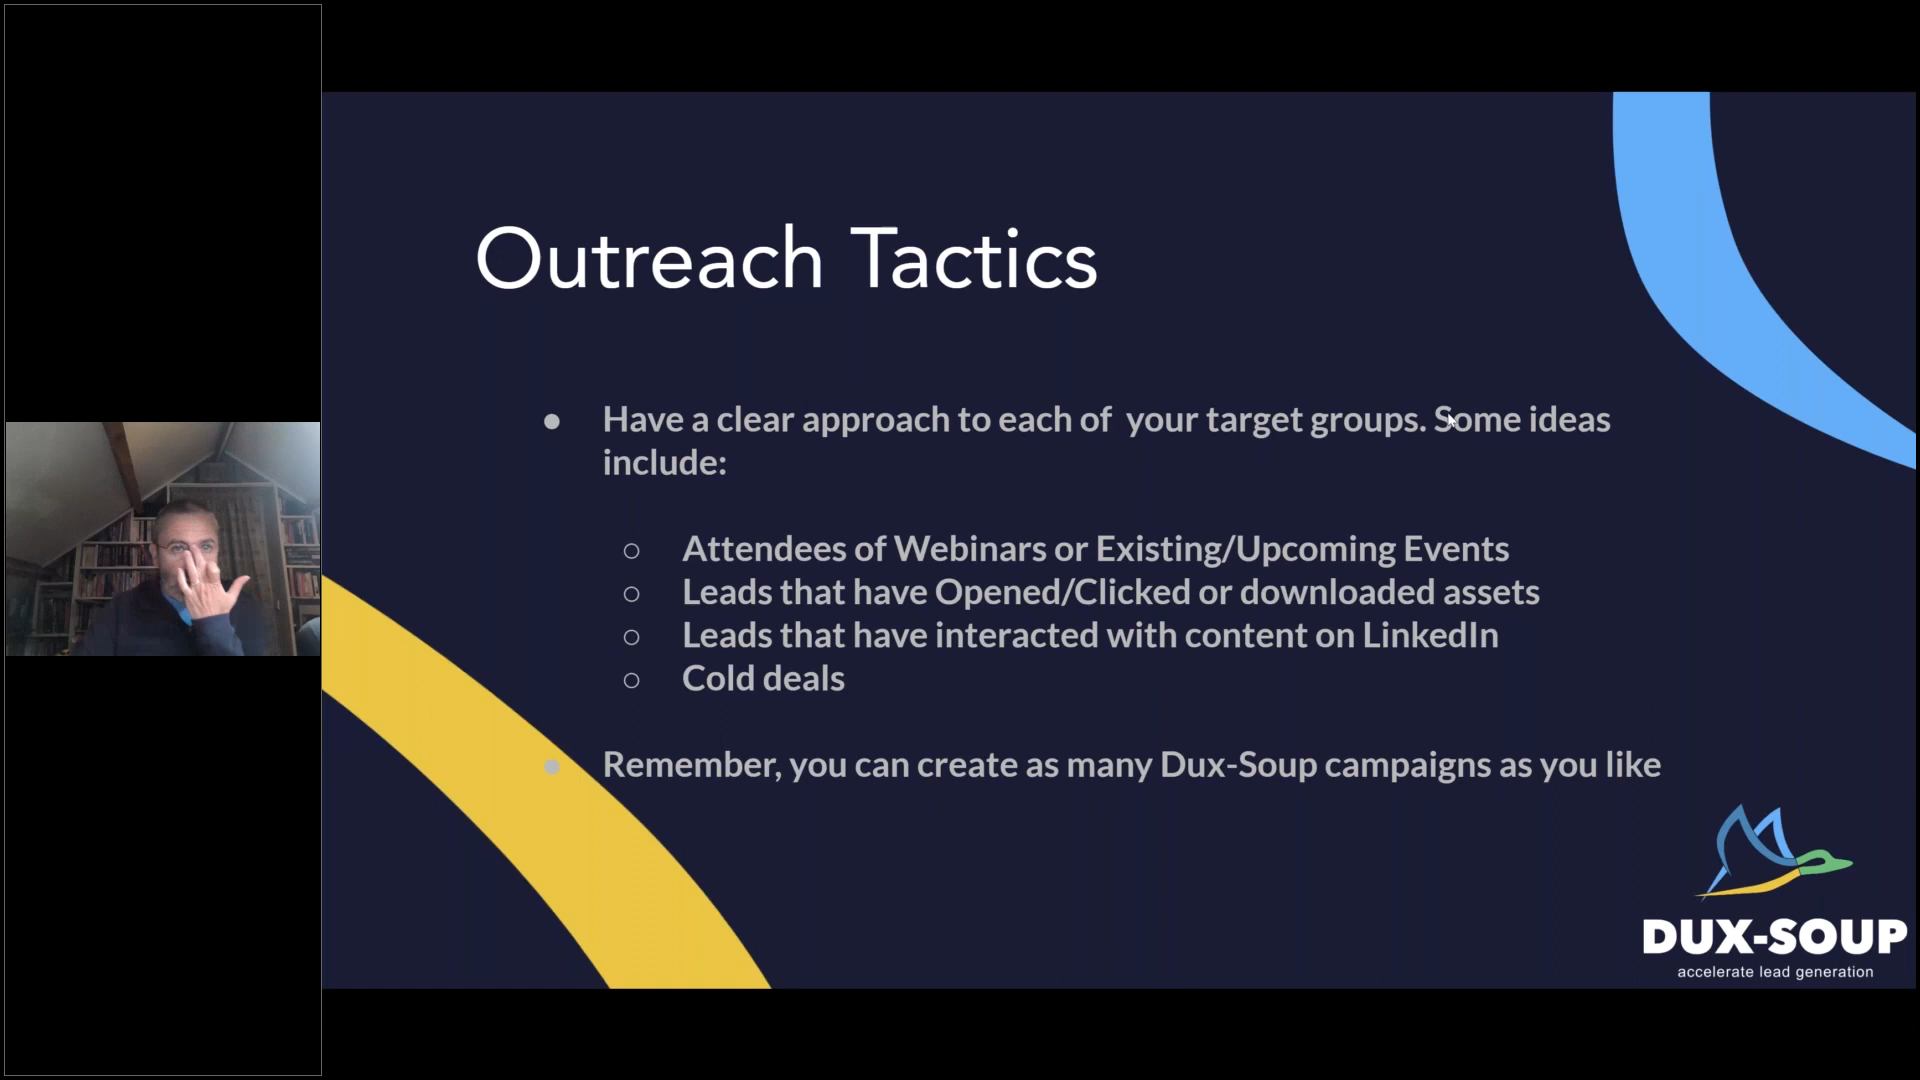 Outreach Tactics
● Have a clear approach to each of  your target groups. Some ideas
include:
○ Attendees of Webinars or Existing/Upcoming Events
○ Leads that have Opened/Clicked or downloaded assets
○ Leads that have interacted with content on LinkedIn
○ Cold deals
● Remember, you can create as many Dux-Soup campaigns as you like
DUX-SOUP
accelerate lead generation